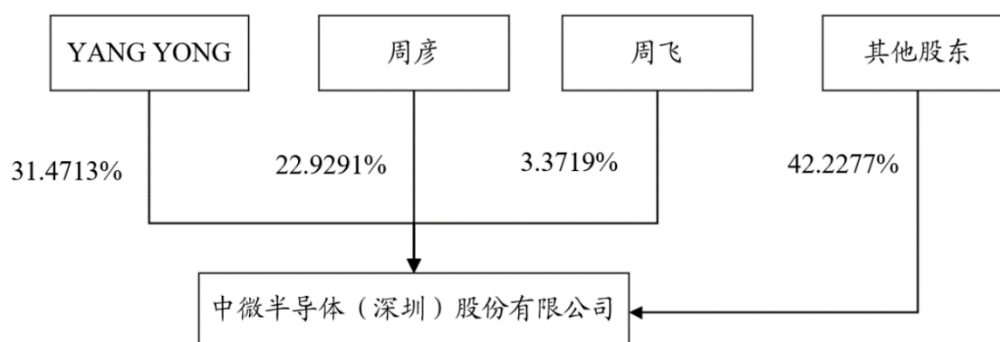 YANG YONG
周彦
周飞
其他股东
31.4713%
22.9291%
3.3719%
42.2277%
中微半导体（深圳）股份有限公司